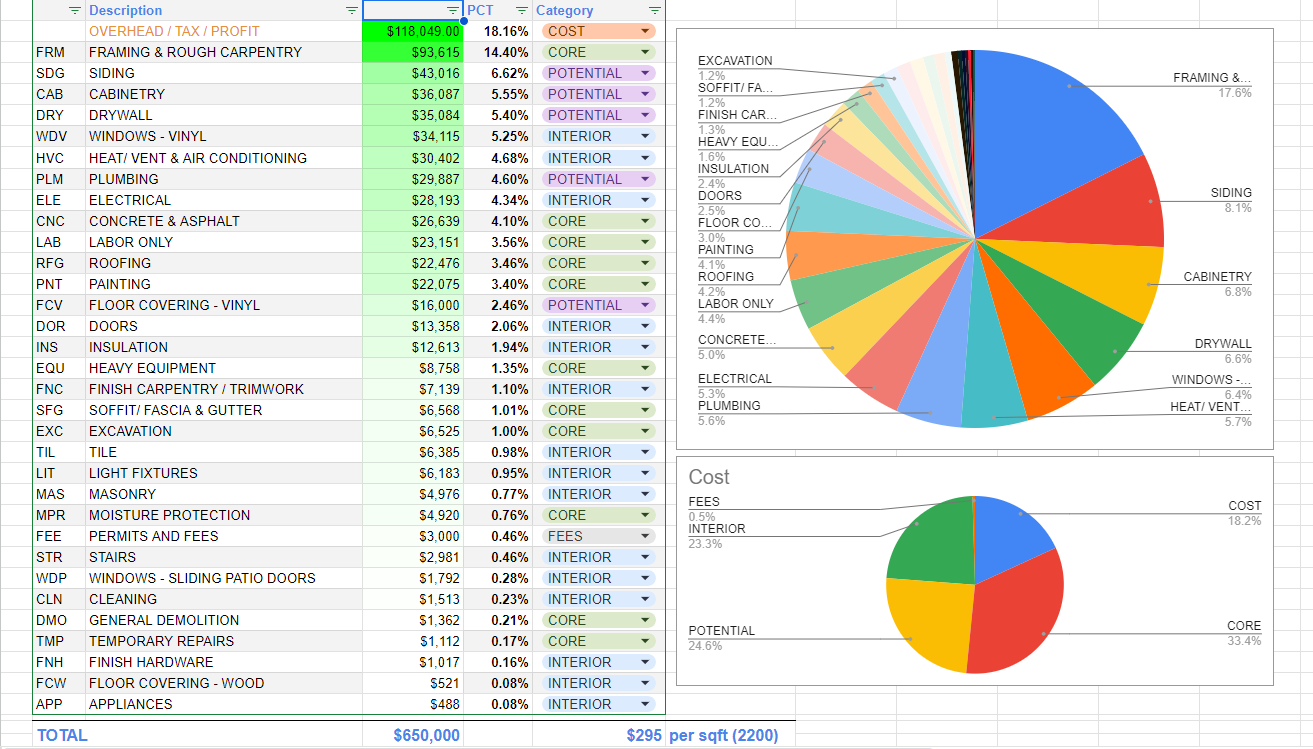 Description PCT Category
OVERHEAD / TAX / PROFIT $118,049.00 18.16% COST
FRM FRAMING & ROUGH CARPENTRY $93,615 14.40% CORE
SDG SIDING $43,016 6.62% POTENTIAL
CAB CABINETRY $36,087 5.55% POTENTIAL
DRY DRYWALL $35,084 5.40% POTENTIAL
WDV WINDOWS - VINYL $34,115 5.25% INTERIOR
HVC HEAT/ VENT & AIR CONDITIONING $30,402 4.68% INTERIOR
PLM PLUMBING $29,887 4.60% POTENTIAL
ELE ELECTRICAL $28,193 4.34% INTERIOR
CNC CONCRETE & ASPHALT $26,639 4.10% CORE
LAB LABOR ONLY $23,151 3.56% CORE
RFG ROOFING $22,476 3.46% CORE
PNT PAINTING $22,075 3.40% CORE
FCV FLOOR COVERING - VINYL $16,000 2.46% POTENTIAL
DOR DOORS $13,358 2.06% INTERIOR
INS INSULATION $12,613 1.94% INTERIOR
EQU HEAVY EQUIPMENT $8,758 1.35% CORE
FNC FINISH CARPENTRY / TRIMWORK $7,139 1.10% INTERIOR
SFG SOFFIT/ FASCIA & GUTTER $6,568 1.01% CORE
EXC EXCAVATION $6,525 1.00% CORE
TIL TILE $6,385 0.98% INTERIOR
LIT LIGHT FIXTURES $6,183 0.95% INTERIOR
MAS MASONRY $4,976 0.77% INTERIOR
MPR MOISTURE PROTECTION $4,920 0.76% CORE
FEE PERMITS AND FEES $3,000 0.46% FEES
STR STAIRS $2,981 0.46% INTERIOR
WDP WINDOWS - SLIDING PATIO DOORS $1,792 0.28% INTERIOR
CLN CLEANING $1,513 0.23% INTERIOR
DMO GENERAL DEMOLITION $1,362 0.21% CORE
TMP TEMPORARY REPAIRS $1,112 0.17% CORE
FNH FINISH HARDWARE $1,017 0.16% INTERIOR
FCW FLOOR COVERING - WOOD $521 0.08% INTERIOR
APP APPLIANCES $488 0.08% INTERIOR
TOTAL $650,000 $295 per sqft (2200)
EXCAVATION
1.2%
SOFFIT/ FA...
1.2%
FINISH CAR...
1.3%
HEAVY EQU...
1.6%
INSULATION
2.4%
DOORS
2.5%
FLOOR CO...
3.0%
PAINTING
4.1%
ROOFING
4.2%
LABOR ONLY
4.4%
CONCRETE...
5.0%
ELECTRICAL
5.3%
PLUMBING
5.6%
FRAMING &...
17.6%
SIDING
8.1%
CABINETRY
6.8%
DRYWALL
6.6%
WINDOWS -...
6.4%
HEAT/ VENT...
5.7%
Cost
FEES
0.5%
INTERIOR
23.3%
POTENTIAL
24.6%
COST
18.2%
CORE
33.4%